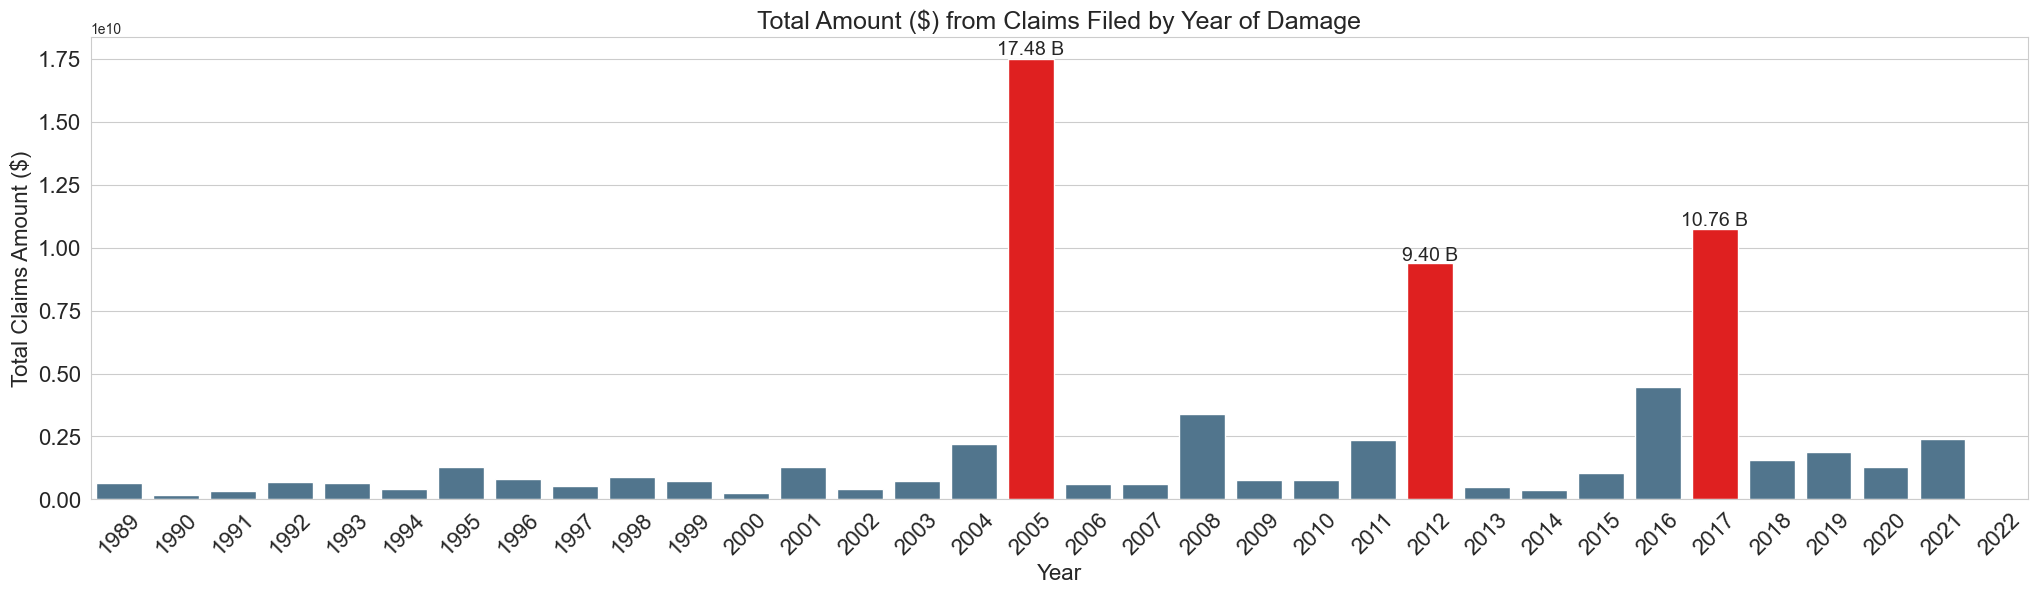 Total Amount ($) from Claims Filed by Year of Damage
1e10
17.48 B
10.76 B
9.40 B
Total Claims Amount ($)
1.75
1.50
1.25
1.00
0.75
0.50
0.25
0.00
1989 1990 1991 1992 1993 1994 1995 1996 1997 1998 1999 2000 2001 2002 2003 2004 2005 2006 2007 2008 2009 2010 2011 2012 2013 2014 2015 2016 2017 2018 2019 2020 2021 2022
Year